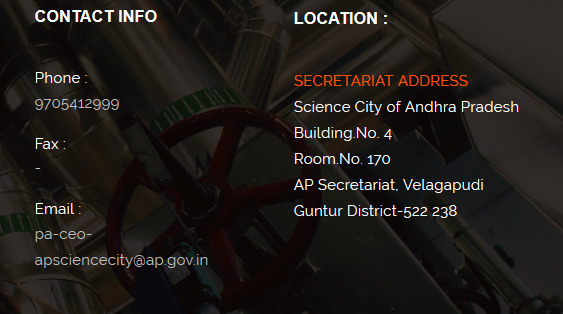 CONTACT INFO
Phone :
9705412999
Fax :
-
Email :
pa-ceo-
apsciencecity@ap.gov.in
LOCATION :
SECRETARIAT ADDRESS
Science City of Andhra Pradesh
Building.No. 4
Room.No. 170
AP Secretariat, Velagapudi
Guntur District-522 238